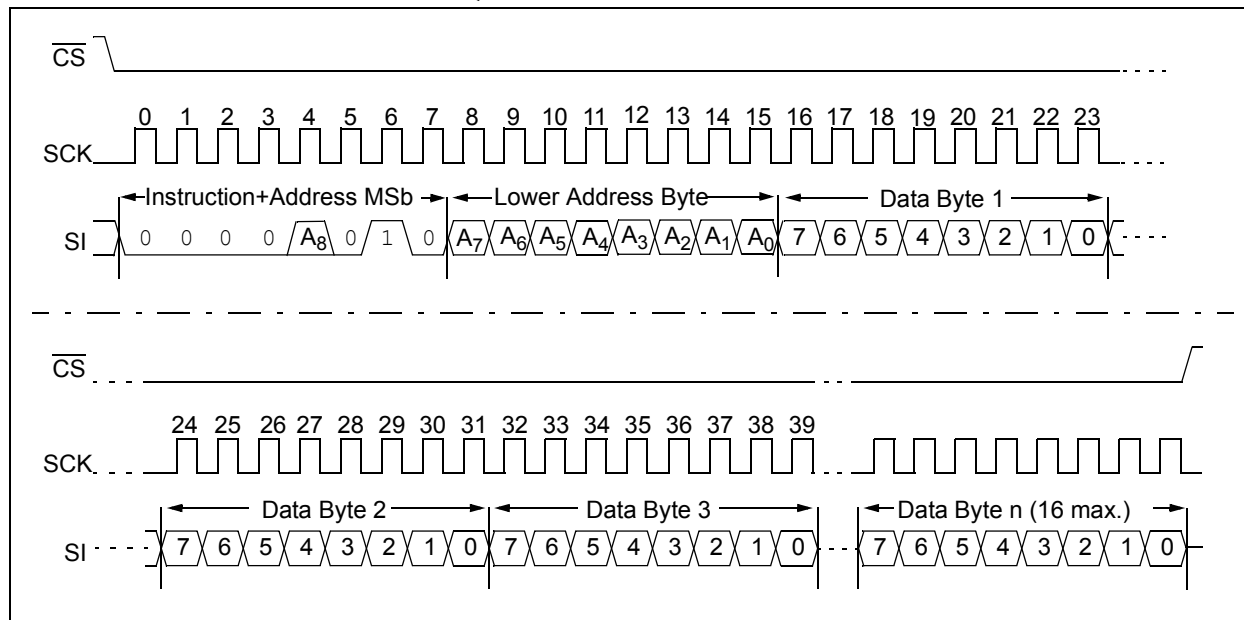 CS
0 1 2 3 4 5 6 7 8 9 10 11 12 13 14 15 16 17 18 19 20 21 22 23
SCK
Instruction+Address MSb Lower Address Byte Data Byte 1
SI 0 0 0 0 A8 0 1 0 A7 A6 A5 A4 A3 A2 A1 A0 7 6 5 4 3 2 1 0
CS
24 25 26 27 28 29 30 31 32 33 34 35 36 37 38 39
SCK
Data Byte 2 Data Byte 3 Data Byte n (16 max.)
SI 7 6 5 4 3 2 1 0 7 6 5 4 3 2 1 0 7 6 5 4 3 2 1 0